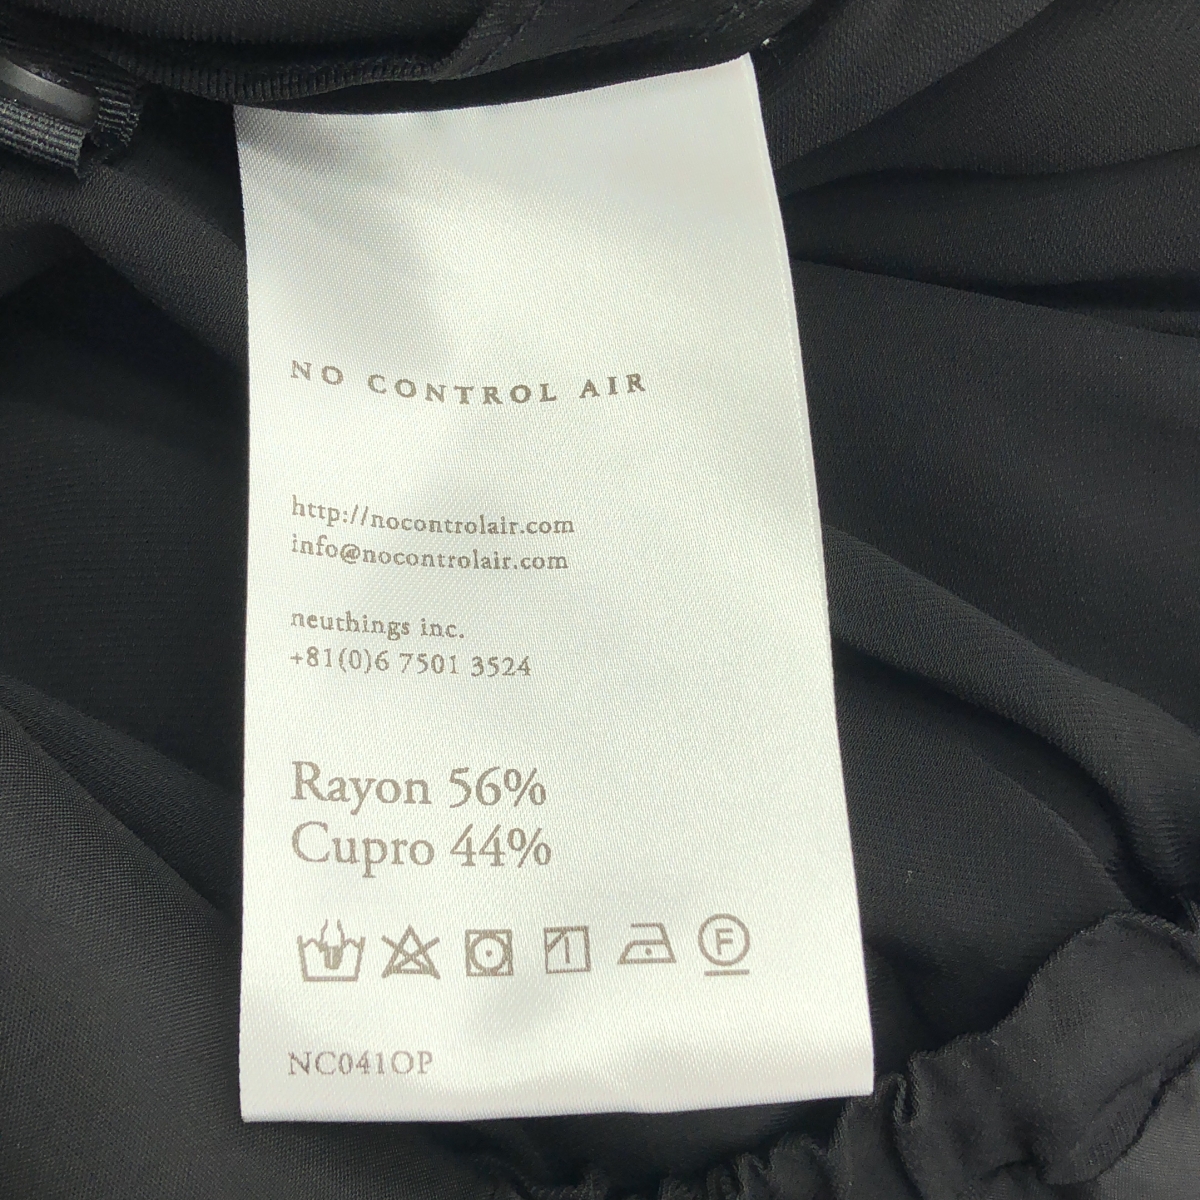 NO CONTROL AIR
http://nocontrolair.com
info@nocontrolair.com
neuthings inc.
+81(0)6 7501 3524
Rayon 56%
Cupro 44%
1 F
NC041OP